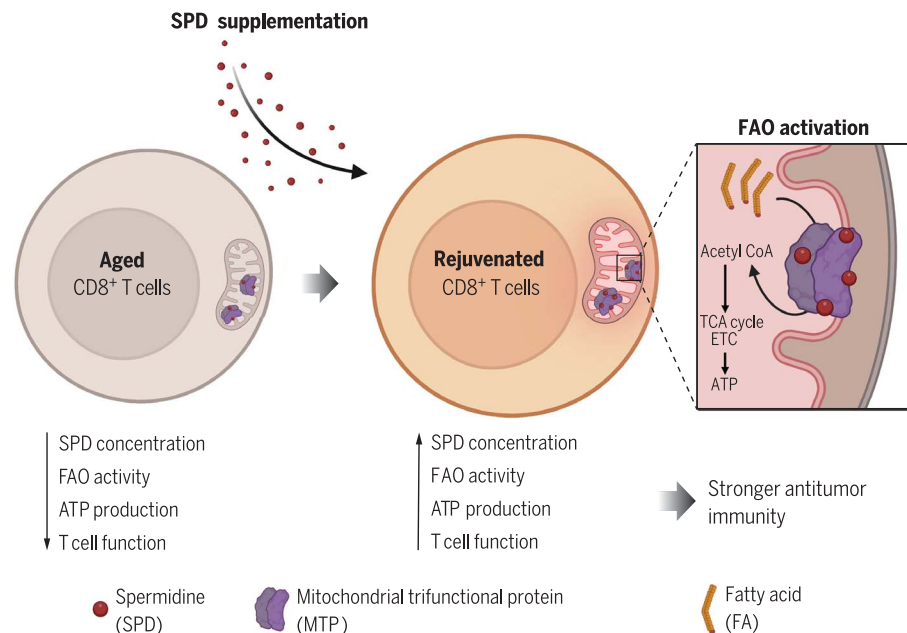 SPD supplementation
FAO activation
Aged
CD8⁺ T cells
Rejuvenated
CD8⁺ T cells
Acetyl CoA
TCA cycle
ETC
ATP
SPD concentration
FAO activity
ATP production
T cell function
SPD concentration
FAO activity
ATP production
T cell function
Stronger antitumor
immunity
Spermidine
(SPD)
Mitochondrial trifunctional protein
(MTP)
Fatty acid
(FA)